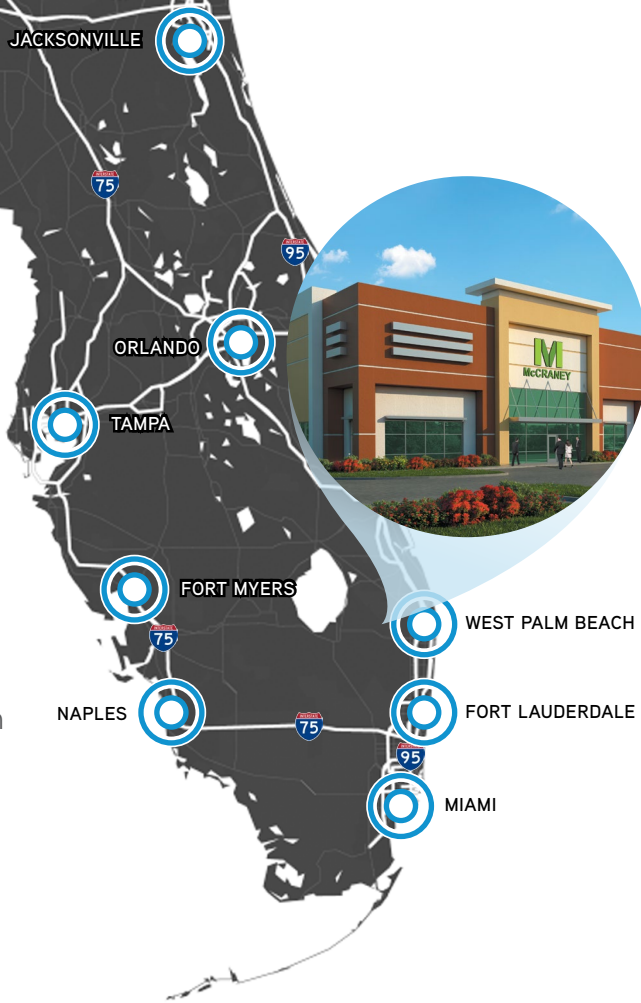 JACKSONVILLE
75
95
ORLANDO
M
McCRANEY
TAMPA
FORT MYERS
WEST PALM BEACH
75
NAPLES
75
FORT LAUDERDALE
95
MIAMI